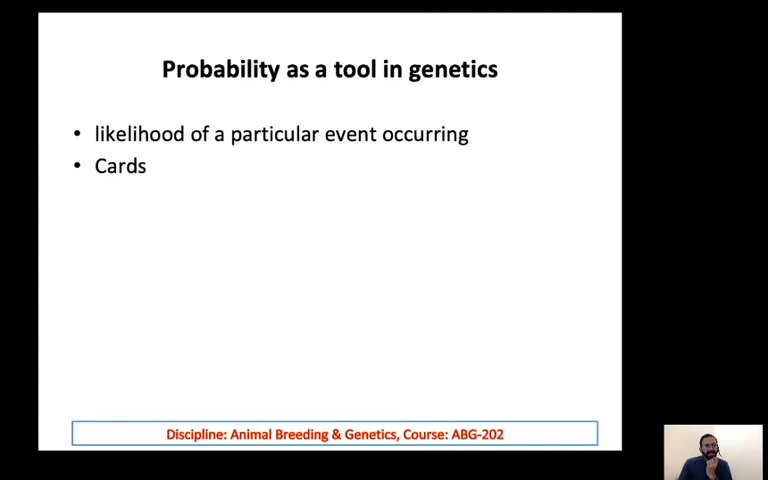 Probability as a tool in genetics
• likelihood of a particular event occurring
• Cards
Discipline: Animal Breeding & Genetics, Course: ABG-202